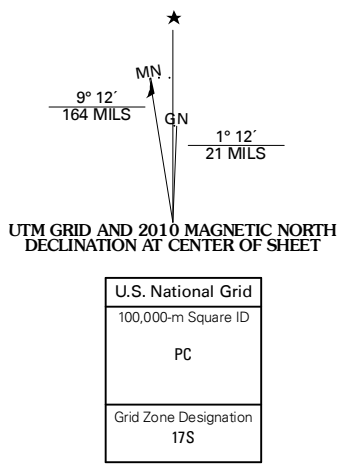 MN
9° 12´
164 MILS
GN
1° 12´
21 MILS
UTM GRID AND 2010 MAGNETIC NORTH
DECLINATION AT CENTER OF SHEET
U.S. National Grid
100,000-m Square ID
PC
Grid Zone Designation
17S